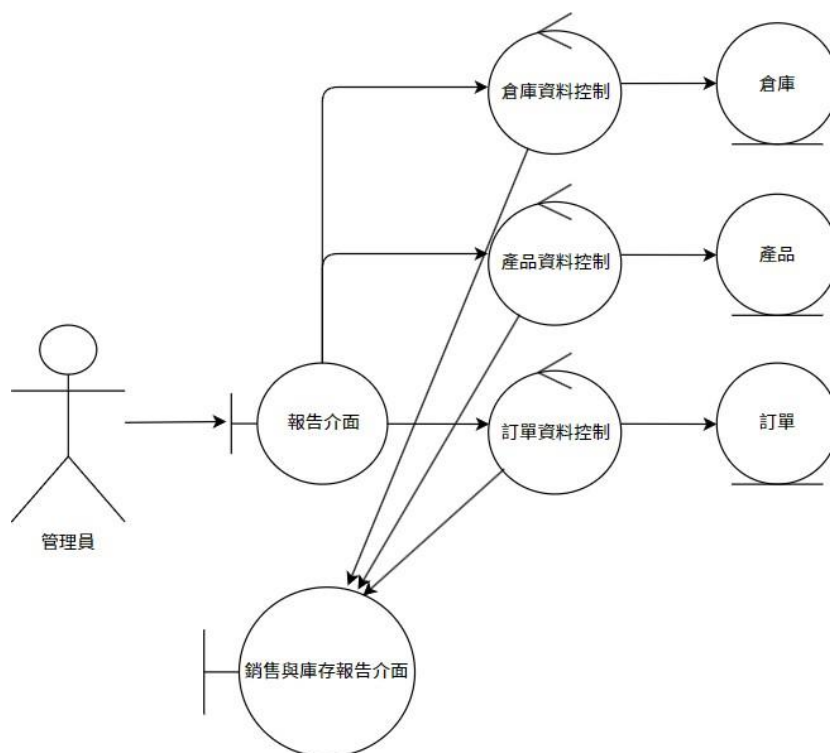 倉庫資料控制
倉庫
產品資料控制
產品
報告介面
訂單資料控制
訂單
管理員
銷售與庫存報告介面